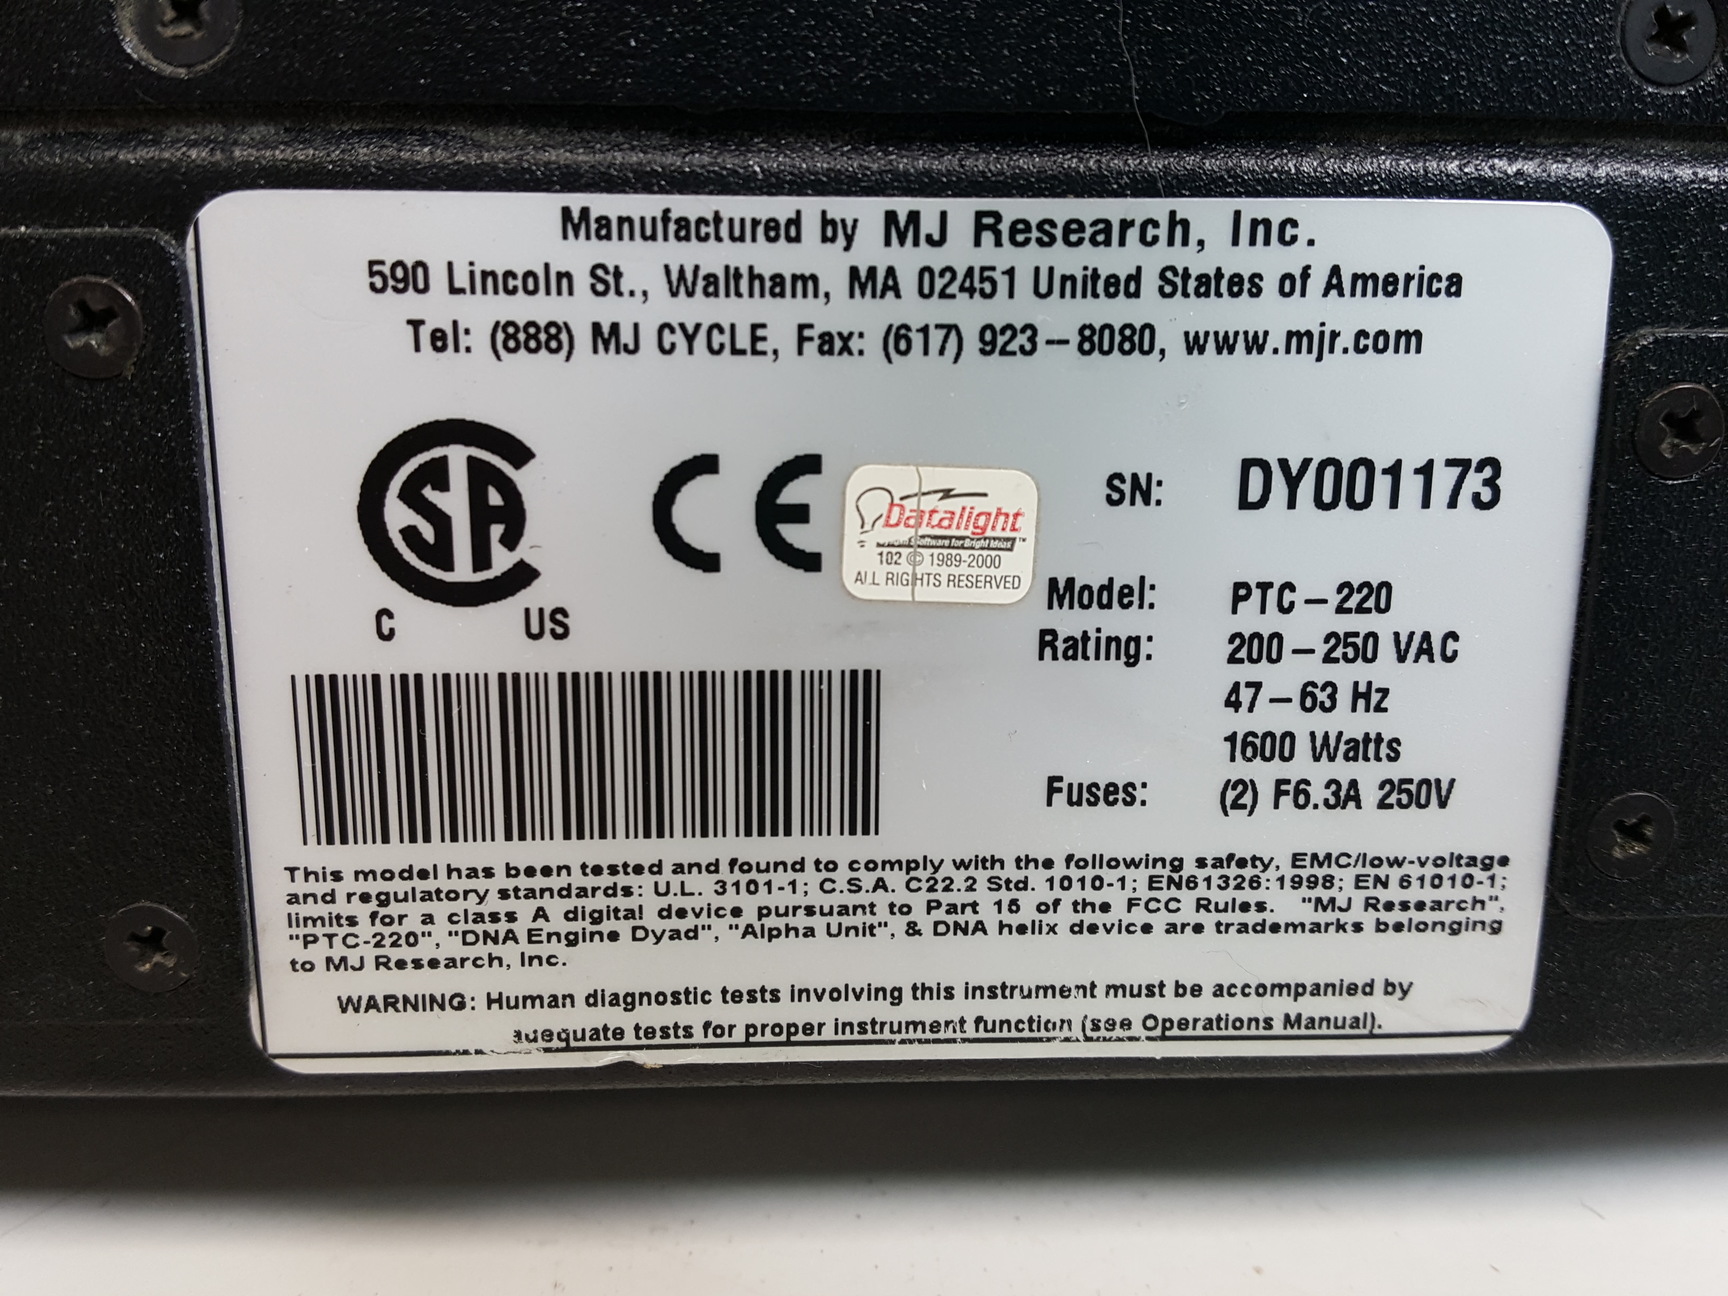 Manufactured by MJ Research, Inc.
590 Lincoln St., Waltham, MA 02451 United States of America
Tel: (888) MJ CYCLE, Fax: (617) 923-8080, www.mjr.com
CSA
C US
CE
Datalight
Software for Bright Ideas ™
102 © 1989-2000
ALL RIGHTS RESERVED
SN: DY001173
Model: PTC-220
Rating: 200-250 VAC
47-63 Hz
1600 Watts
Fuses: (2) F6.3A 250V
This model has been tested and found to comply with the following safety, EMC/low-voltage
and regulatory standards: U.L. 3101-1; C.S.A. C22.2 Std. 1010-1; EN61326:1998; EN 61010-1;
limits for a class A digital device pursuant to Part 15 of the FCC Rules. "MJ Research",
"PTC-220", "DNA Engine Dyad", "Alpha Unit", & DNA helix device are trademarks belonging
to MJ Research, Inc.
WARNING: Human diagnostic tests involving this instrument must be accompanied by
adequate tests for proper instrument function (see Operations Manual).